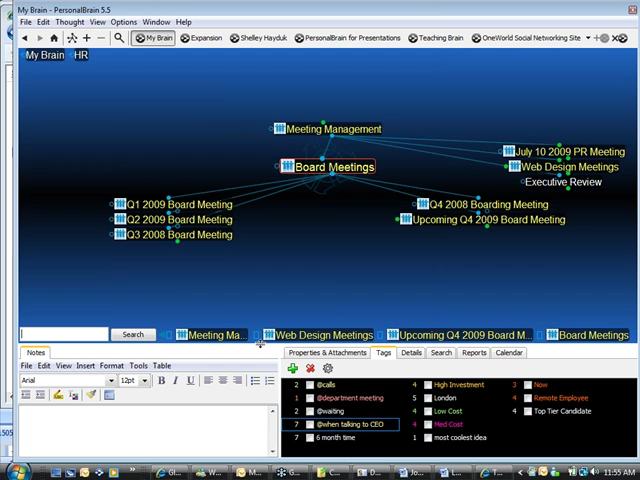 My Brain - PersonalBrain 5.5
File Edit Thought View Options Window Help
My Brain Expansion Shelley Hayduk PersonalBrain for Presentations Teaching Brain OneWorld Social Networking Site
My Brain HR
Meeting Management
July 10 2009 PR Meeting
Board Meetings
Web Design Meetings
Executive Review
Q1 2009 Board Meeting
Q4 2008 Boarding Meeting
Q2 2009 Board Meeting
Upcoming Q4 2009 Board Meeting
Q3 2008 Board Meeting
Search Meeting Ma... Web Design Meetings Upcoming Q4 2009 Board M... Board Meetings
Notes Properties & Attachments Tags Details Search Reports Calendar
File Edit View Insert Format Tools Table
Arial 12pt B I U
2 @calls 4 High Investment 3 Now
1 @department meeting 5 London 4 Remote Employee
2 @waiting 4 Low Cost 4 Top Tier Candidate
7 @when talking to CEO 4 Med Cost
7 6 month time 1 most coolest idea
1505
11:55 AM